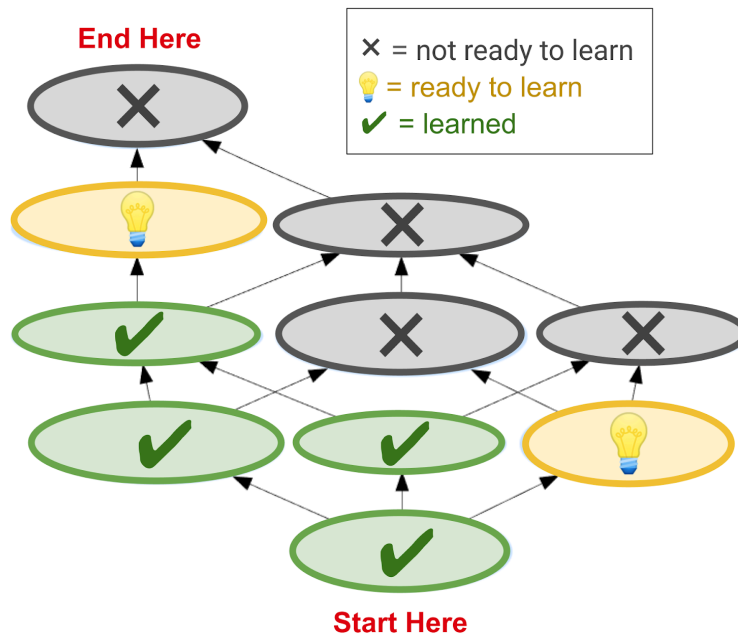 End Here
✕ = not ready to learn
💡 = ready to learn
✔ = learned
Start Here